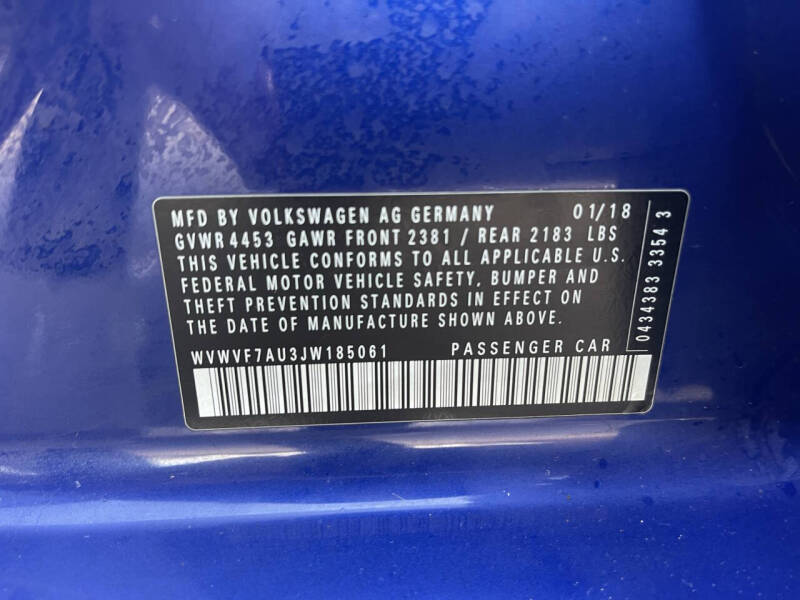 MFD BY VOLKSWAGEN AG GERMANY 01/18
GVWR 4453 GAWR FRONT 2381 / REAR 2183 LBS
THIS VEHICLE CONFORMS TO ALL APPLICABLE U.S.
FEDERAL MOTOR VEHICLE SAFETY, BUMPER AND
THEFT PREVENTION STANDARDS IN EFFECT ON
THE DATE OF MANUFACTURE SHOWN ABOVE.
WVWVF7AU3JW185061 PASSENGER CAR
0434383 3354 3